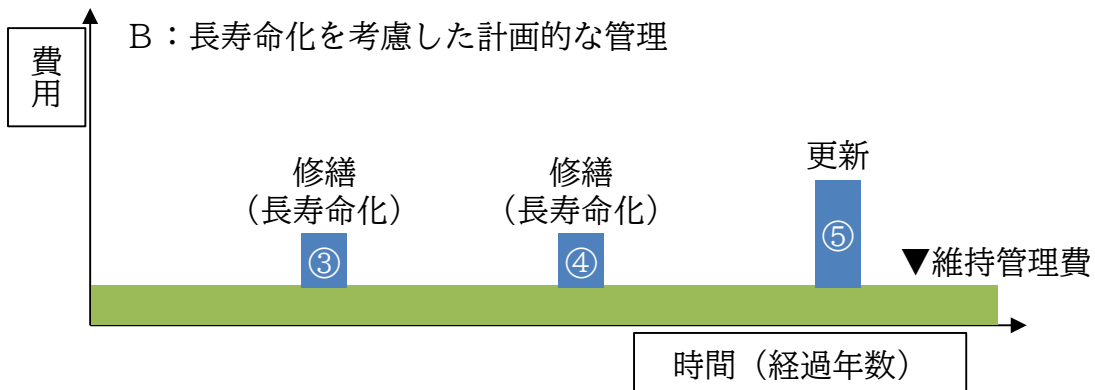 B：長寿命化を考慮した計画的な管理
費
用
修繕
（長寿命化）
修繕
（長寿命化）
更新
③
④
⑤
▼維持管理費
時間（経過年数）